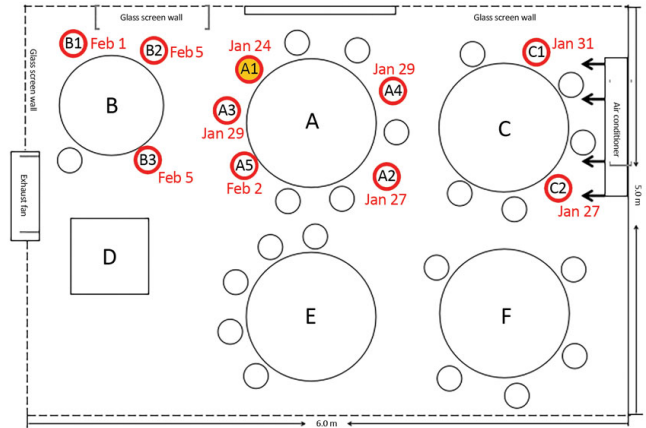 Glass screen wall
Glass screen wall
B1 Feb 1
B2 Feb 5
Jan 24
A1
Jan 29
A4
C1 Jan 31
Glass screen wall
B
A3
Jan 29
A
C
Air conditioner
B3
Feb 5
A5
Feb 2
A2
Jan 27
C2
Jan 27
Exhaust fan
5.0 m
D
E
F
6.0 m